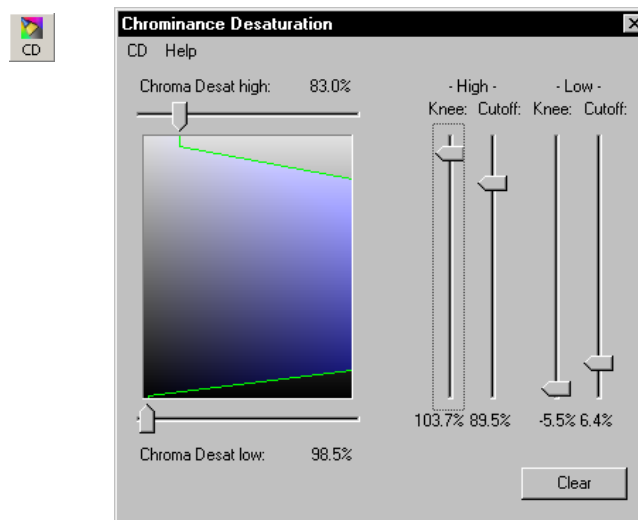 CD
Chrominance Desaturation
CD Help
Chroma Desat high: 83.0%
- High - - Low -
Knee: Cutoff: Knee: Cutoff:
103.7% 89.5% -5.5% 6.4%
Chroma Desat low: 98.5%
Clear